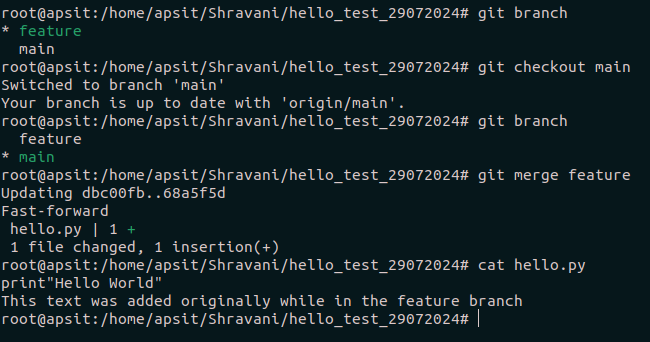 root@apsit:/home/apsit/Shravani/hello_test_29072024# git branch
* feature
  main
root@apsit:/home/apsit/Shravani/hello_test_29072024# git checkout main
Switched to branch 'main'
Your branch is up to date with 'origin/main'.
root@apsit:/home/apsit/Shravani/hello_test_29072024# git branch
  feature
* main
root@apsit:/home/apsit/Shravani/hello_test_29072024# git merge feature
Updating dbc00fb..68a5f5d
Fast-forward
 hello.py | 1 +
 1 file changed, 1 insertion(+)
root@apsit:/home/apsit/Shravani/hello_test_29072024# cat hello.py
print"Hello World"
This text was added originally while in the feature branch
root@apsit:/home/apsit/Shravani/hello_test_29072024#